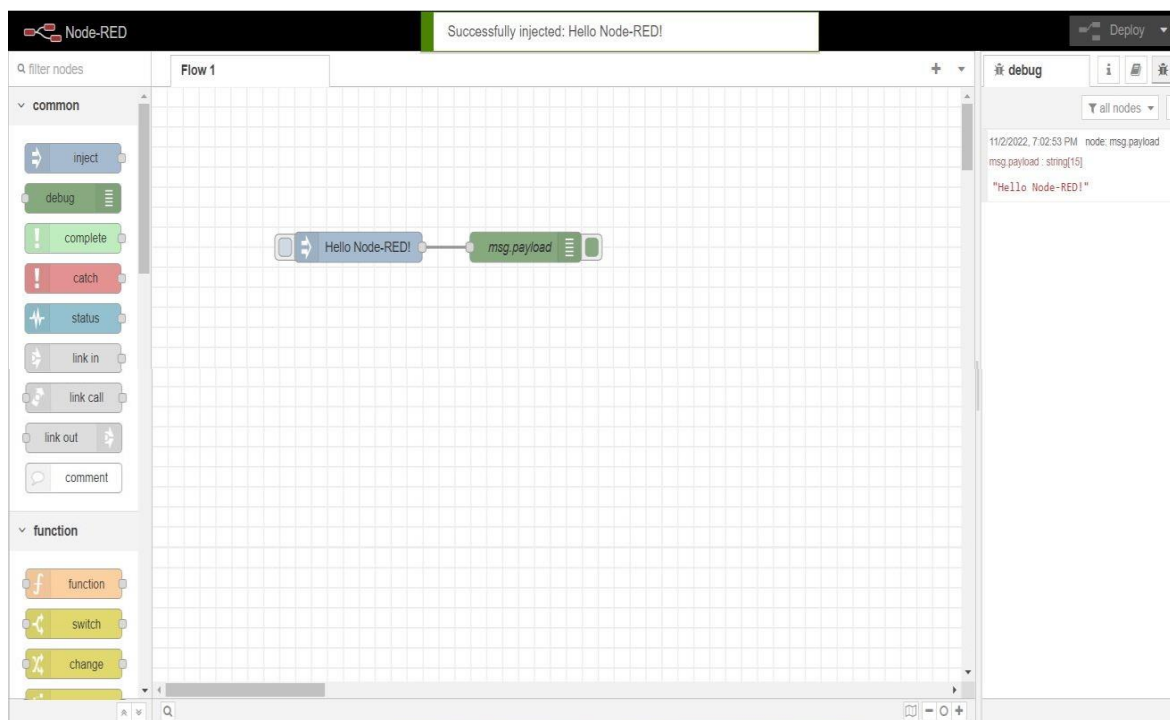 Node-RED
Successfully injected: Hello Node-RED!
Deploy
filter nodes
Flow 1
debug
i
common
all nodes
inject
debug
complete
catch
status
link in
link call
link out
comment
function
function
switch
change
Hello Node-RED!
msg.payload
11/2/2022, 7:02:53 PM node: msg.payload
msg.payload : string[15]
"Hello Node-RED!"